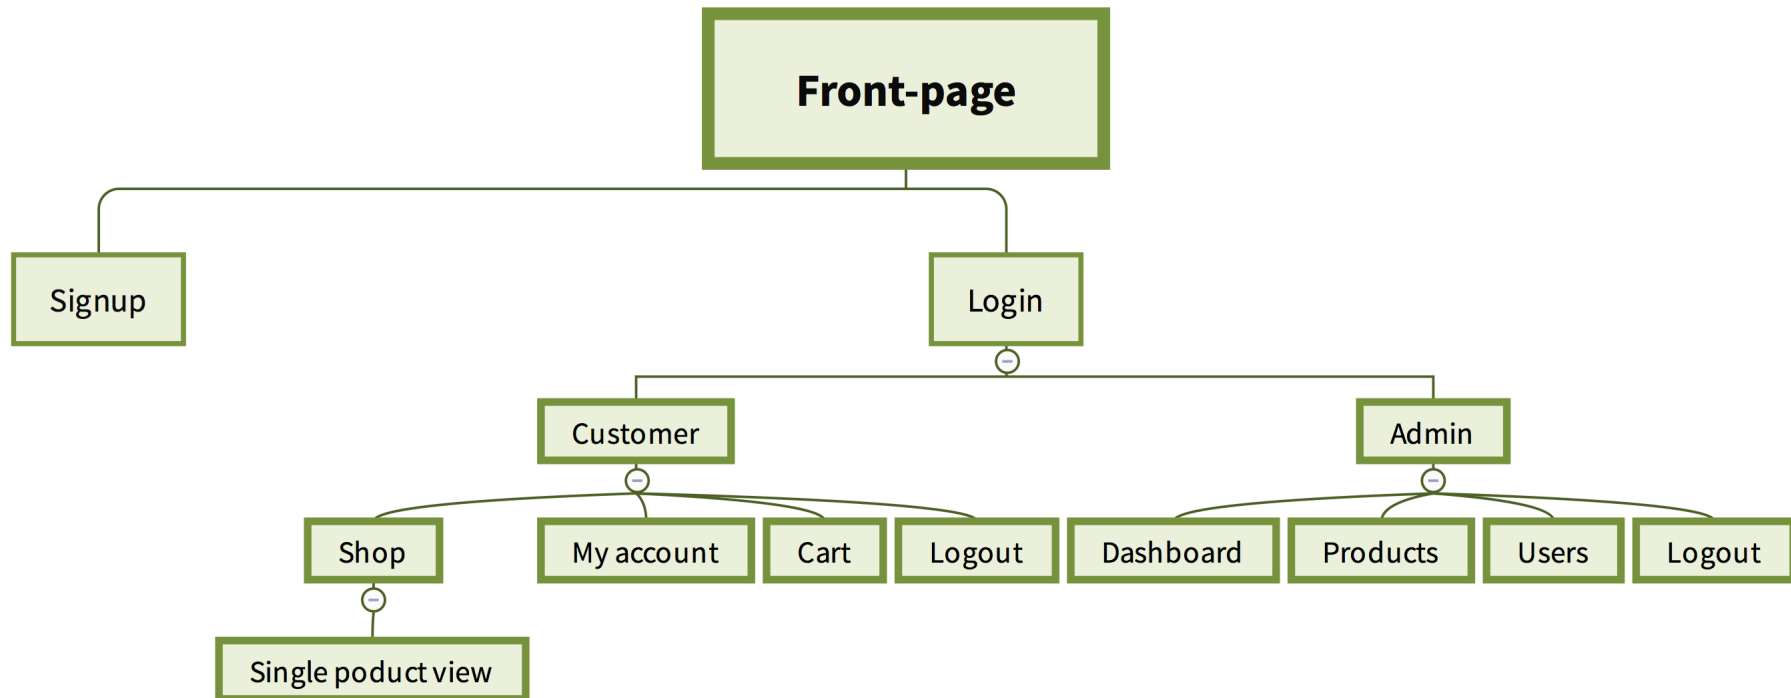 Front-page
Signup
Login
Customer
Admin
Shop
My account
Cart
Logout
Dashboard
Products
Users
Logout
Single poduct view